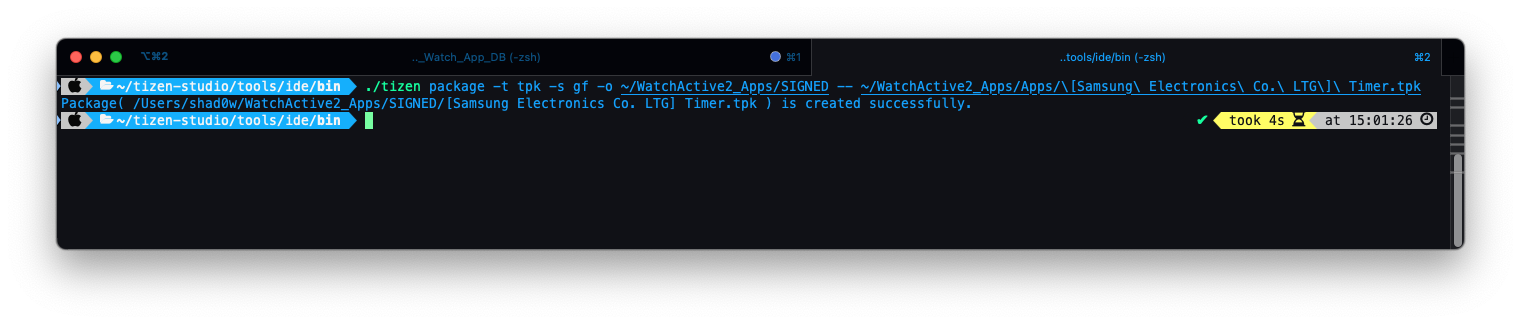 ⌥⌘2 .._Watch_App_DB (-zsh) ⌘1 ..tools/ide/bin (-zsh) ⌘2
~/tizen-studio/tools/ide/bin ./tizen package -t tpk -s gf -o ~/WatchActive2_Apps/SIGNED -- ~/WatchActive2_Apps/Apps/\[Samsung\ Electronics\ Co.\ LTG\]\ Timer.tpk
Package( /Users/shad0w/WatchActive2_Apps/SIGNED/[Samsung Electronics Co. LTG] Timer.tpk ) is created successfully.
~/tizen-studio/tools/ide/bin ✔ took 4s at 15:01:26